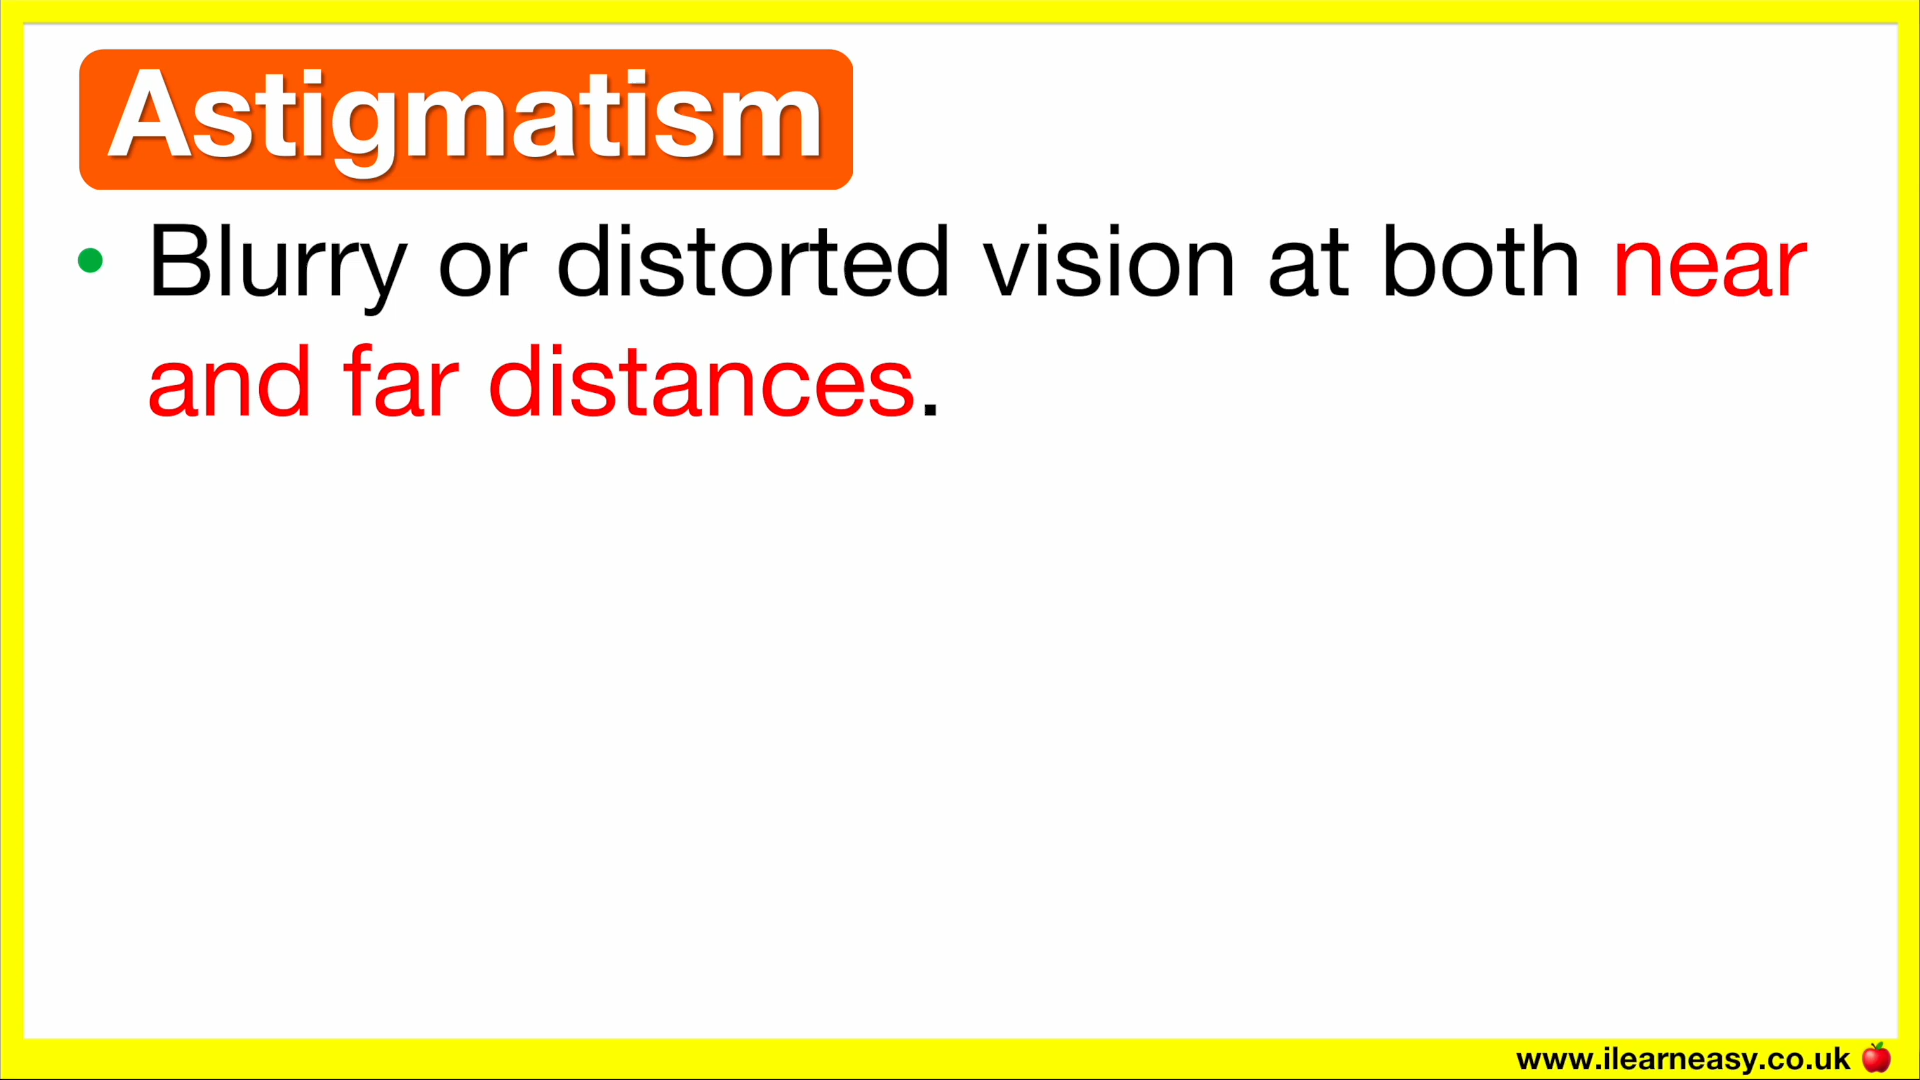 Astigmatism
• Blurry or distorted vision at both near
and far distances.
www.ilearneasy.co.uk